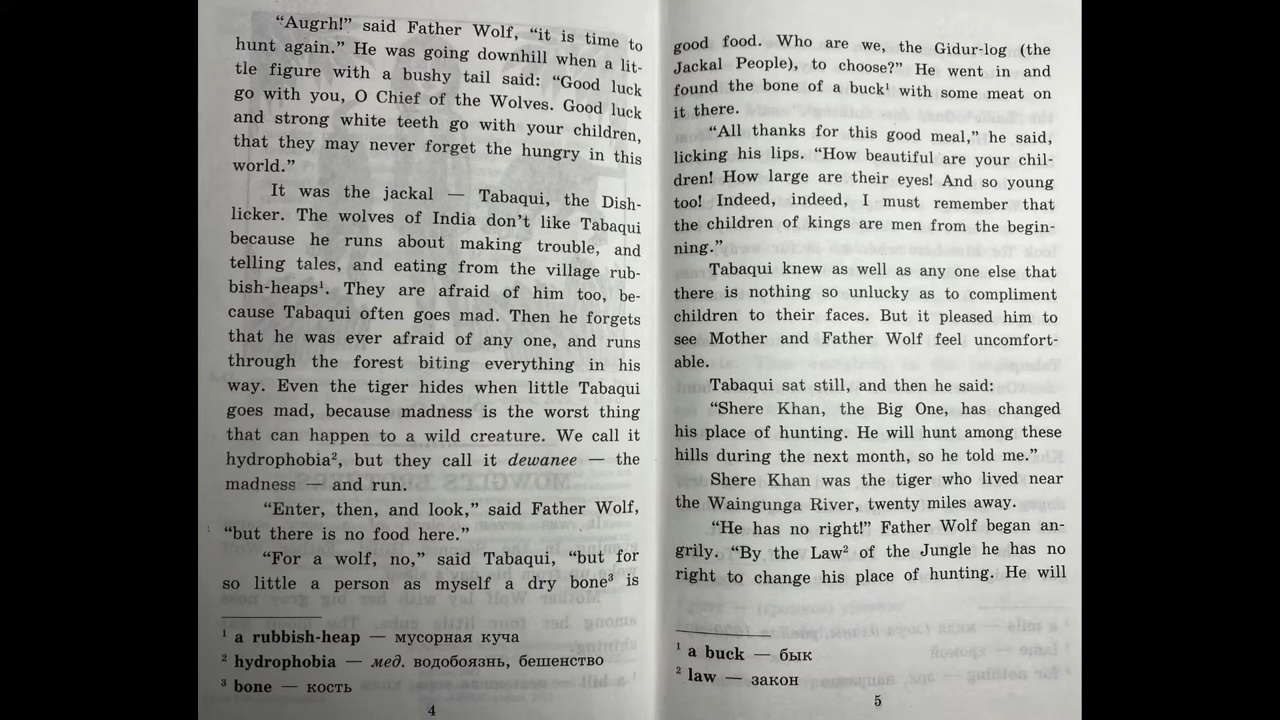 “Augrh!” said Father Wolf, “it is time to
hunt again.” He was going downhill when a lit-
tle figure with a bushy tail said: “Good luck
go with you, O Chief of the Wolves. Good luck
and strong white teeth go with your children,
that they may never forget the hungry in this
world.”
It was the jackal — Tabaqui, the Dish-
licker. The wolves of India don’t like Tabaqui
because he runs about making trouble, and
telling tales, and eating from the village rub-
bish-heaps¹. They are afraid of him too, be-
cause Tabaqui often goes mad. Then he forgets
that he was ever afraid of any one, and runs
through the forest biting everything in his
way. Even the tiger hides when little Tabaqui
goes mad, because madness is the worst thing
that can happen to a wild creature. We call it
hydrophobia², but they call it dewanee — the
madness — and run.
“Enter, then, and look,” said Father Wolf,
“but there is no food here.”
“For a wolf, no,” said Tabaqui, “but for
so little a person as myself a dry bone³ is
¹ a rubbish-heap — мусорная куча
² hydrophobia — мед. водобоязнь, бешенство
³ bone — кость
4
good food. Who are we, the Gidur-log (the
Jackal People), to choose?” He went in and
found the bone of a buck¹ with some meat on
it there.
“All thanks for this good meal,” he said,
licking his lips. “How beautiful are your chil-
dren! How large are their eyes! And so young
too! Indeed, indeed, I must remember that
the children of kings are men from the begin-
ning.”
Tabaqui knew as well as any one else that
there is nothing so unlucky as to compliment
children to their faces. But it pleased him to
see Mother and Father Wolf feel uncomfort-
able.
Tabaqui sat still, and then he said:
“Shere Khan, the Big One, has changed
his place of hunting. He will hunt among these
hills during the next month, so he told me.”
Shere Khan was the tiger who lived near
the Waingunga River, twenty miles away.
“He has no right!” Father Wolf began an-
grily. “By the Law² of the Jungle he has no
right to change his place of hunting. He will
¹ a buck — бык
² law — закон
5